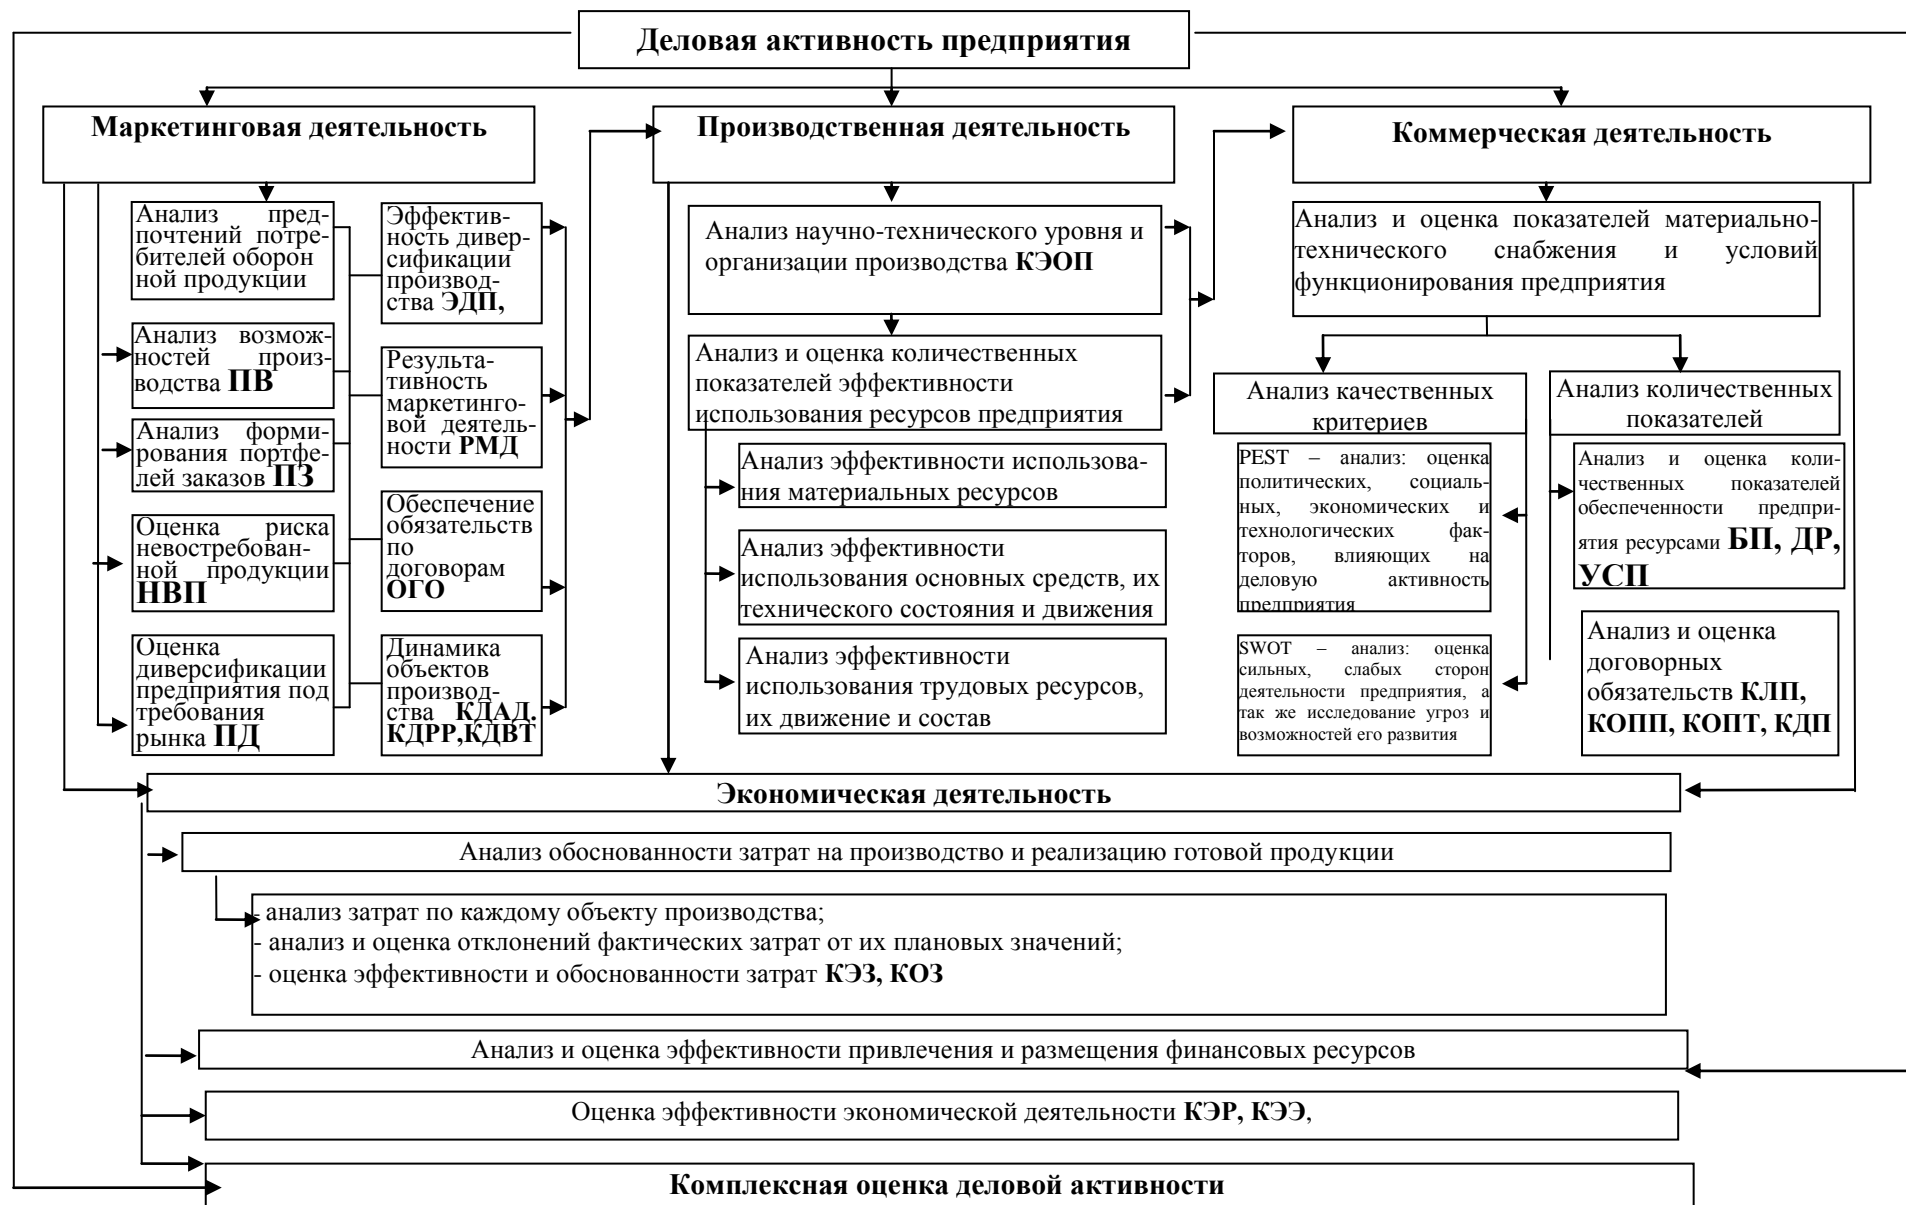 Деловая активность предприятия
Маркетинговая деятельность
Производственная деятельность
Коммерческая деятельность
Анализ пред-
почтений потре-
бителей оборон
ной продукции
Анализ возмож-
ностей произ-
водства ПВ
Анализ форми-
рования портфе-
лей заказов ПЗ
Оценка риска
невостребован-
ной продукции
НВП
Оценка
диверсификации
предприятия под
требования
рынка ПД
Эффектив-
ность дивер-
сификации
производ-
ства ЭДП,
Результа-
тивность
маркетинго-
вой деятель-
ности РМД
Обеспечение
обязательств
по
договорам
ОГО
Динамика
объектов
производ-
ства КДАД.
КДРР,КДВТ
Анализ научно-технического уровня и
организации производства КЭОП
Анализ и оценка количественных
показателей эффективности
использования ресурсов предприятия
Анализ эффективности использова-
ния материальных ресурсов
Анализ эффективности
использования основных средств, их
технического состояния и движения
Анализ эффективности
использования трудовых ресурсов,
их движение и состав
Анализ и оценка показателей материально-
технического снабжения и условий
функционирования предприятия
Анализ качественных
критериев
PEST – анализ: оценка
политических, социаль-
ных, экономических и
технологических фак-
торов, влияющих на
деловую активность
предприятия
SWOT – анализ: оценка
сильных, слабых сторон
деятельности предприятия, а
так же исследование угроз и
возможностей его развития
Анализ количественных
показателей
Анализ и оценка коли-
чественных показателей
обеспеченности предпри-
ятия ресурсами БП, ДР,
УСП
Анализ и оценка
договорных
обязательств КЛП,
КОПП, КОПТ, КДП
Экономическая деятельность
Анализ обоснованности затрат на производство и реализацию готовой продукции
- анализ затрат по каждому объекту производства;
- анализ и оценка отклонений фактических затрат от их плановых значений;
- оценка эффективности и обоснованности затрат КЭЗ, КОЗ
Анализ и оценка эффективности привлечения и размещения финансовых ресурсов
Оценка эффективности экономической деятельности КЭР, КЭЭ,
Комплексная оценка деловой активности